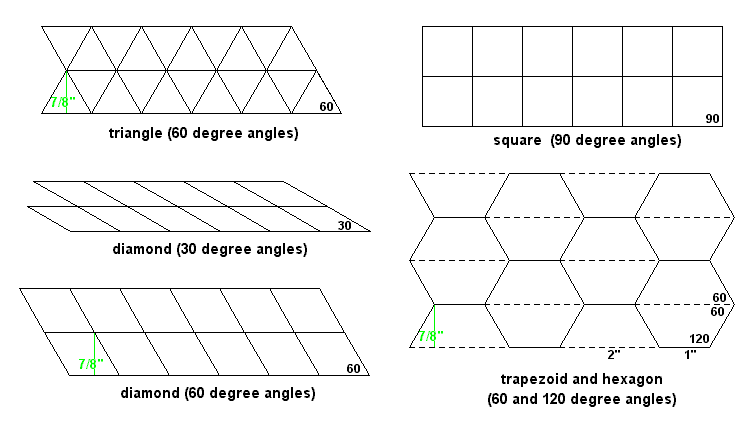 7/8"
60
triangle (60 degree angles)
90
square (90 degree angles)
30
diamond (30 degree angles)
7/8"
60
diamond (60 degree angles)
60
60
7/8"
120
2"
1"
trapezoid and hexagon
(60 and 120 degree angles)